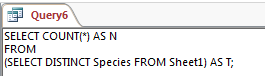 Query6
SELECT COUNT(*) AS N
FROM
(SELECT DISTINCT Species FROM Sheet1) AS T;